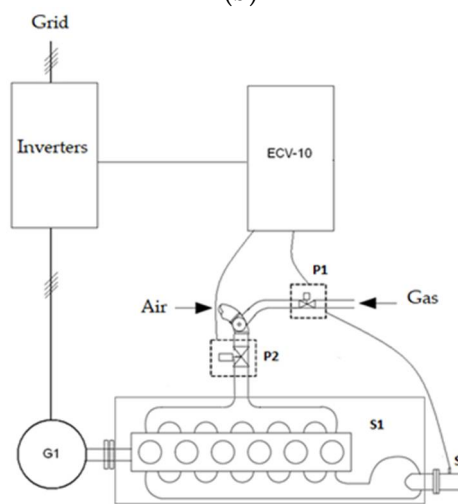 (b)
Grid
Inverters
ECV-10
P1
Air
Gas
P2
S1
G1
S